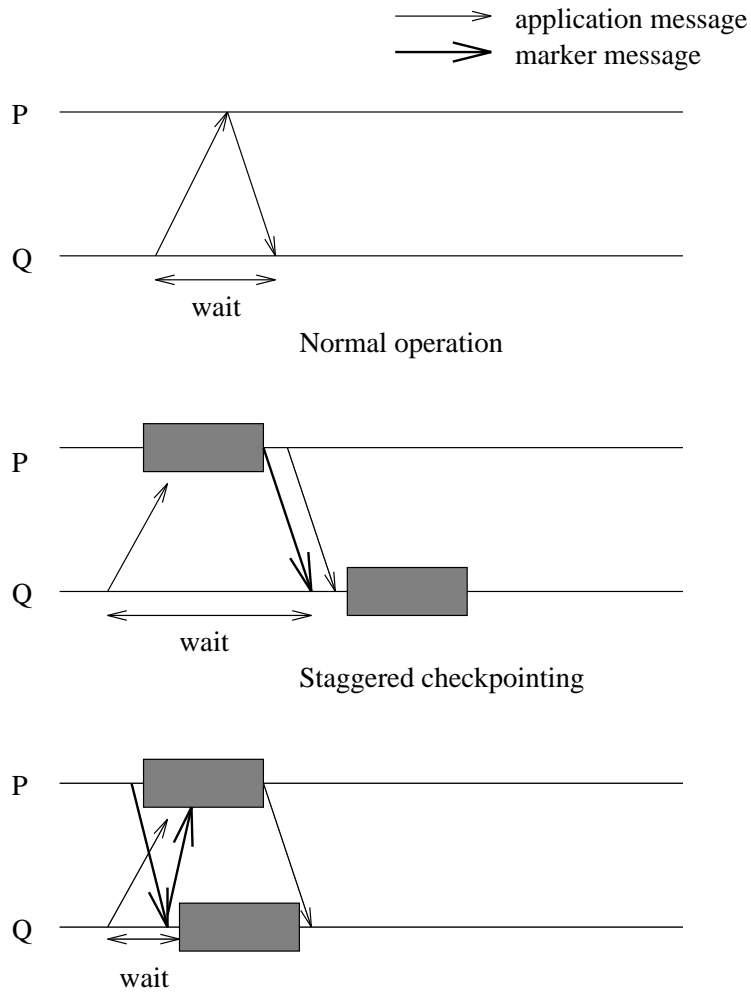 application message
marker message
P
Q
wait
Normal operation
P
Q
wait
Staggered checkpointing
P
Q
wait